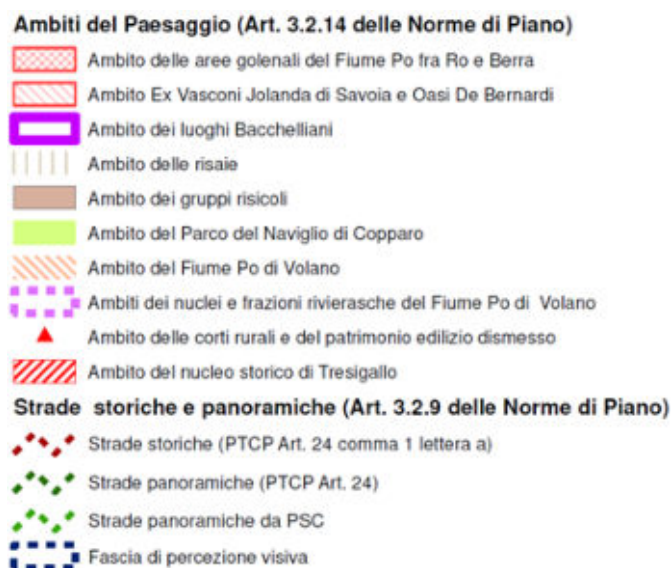 Ambiti del Paesaggio (Art. 3.2.14 delle Norme di Piano)
Ambito delle aree golenali del Fiume Po fra Ro e Berra
Ambito Ex Vasconi Jolanda di Savoia e Oasi De Bernardi
Ambito dei luoghi Bacchelliani
Ambito delle risaie
Ambito dei gruppi risicoli
Ambito del Parco del Naviglio di Copparo
Ambito del Fiume Po di Volano
Ambiti dei nuclei e frazioni rivierasche del Fiume Po di Volano
Ambito delle corti rurali e del patrimonio edilizio dismesso
Ambito del nucleo storico di Tresigallo
Strade storiche e panoramiche (Art. 3.2.9 delle Norme di Piano)
Strade storiche (PTCP Art. 24 comma 1 lettera a)
Strade panoramiche (PTCP Art. 24)
Strade panoramiche da PSC
Fascia di percezione visiva